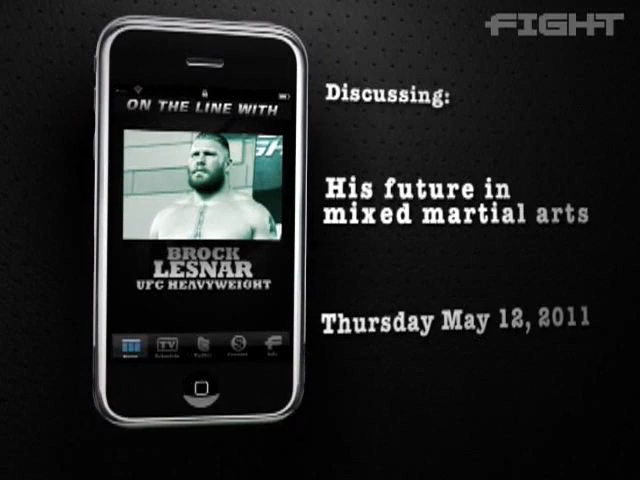 FIGHT
Discussing:
ON THE LINE WITH
His future in
mixed martial arts
BROCK
LESNAR
UFC HEAVYWEIGHT
Thursday May 12, 2011
TV